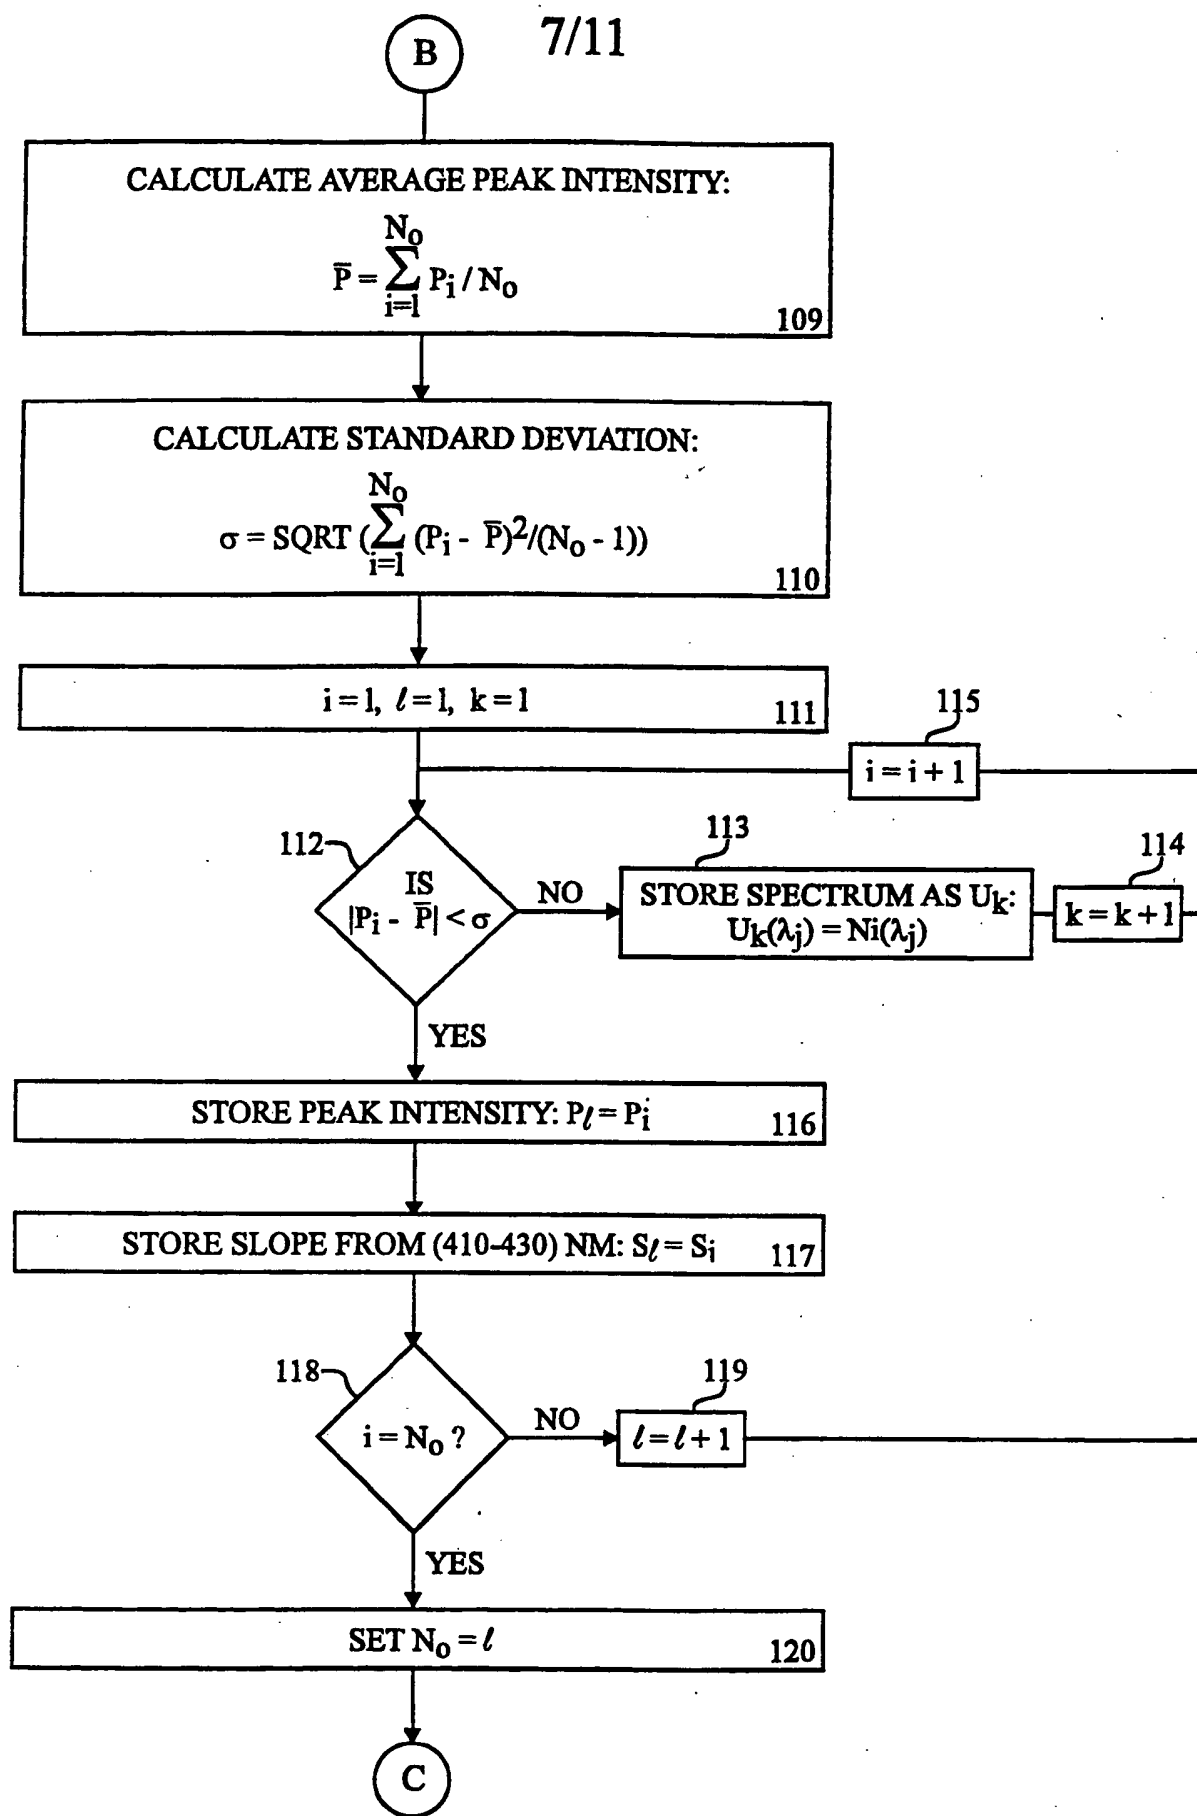 B
7/11
CALCULATE AVERAGE PEAK INTENSITY:
N₀
P̅ = ∑ Pᵢ / N₀
i=1
109
CALCULATE STANDARD DEVIATION:
N₀
σ = SQRT (∑ (Pᵢ - P̅)²/(N₀ - 1))
i=1
110
i = 1, ℓ = 1, k = 1
111
115
i = i + 1
112
IS
|Pᵢ - P̅| < σ
NO
113
STORE SPECTRUM AS Uₖ:
Uₖ(λⱼ) = Ni(λⱼ)
114
k = k + 1
YES
STORE PEAK INTENSITY: Pℓ = Pᵢ
116
STORE SLOPE FROM (410-430) NM: Sℓ = Sᵢ
117
118
i = N₀ ?
NO
119
ℓ = ℓ + 1
YES
SET N₀ = ℓ
120
C